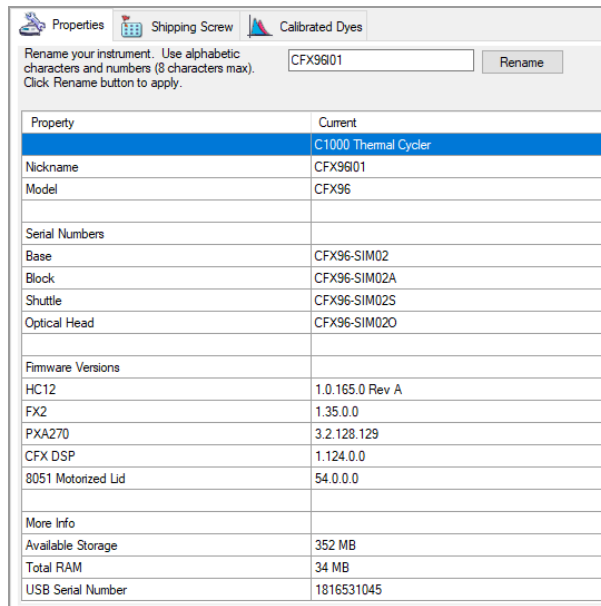 Properties Shipping Screw Calibrated Dyes
Rename your instrument. Use alphabetic
characters and numbers (8 characters max).
Click Rename button to apply.
CFX96I01 Rename
Property Current
C1000 Thermal Cycler
Nickname CFX96I01
Model CFX96
Serial Numbers
Base CFX96-SIM02
Block CFX96-SIM02A
Shuttle CFX96-SIM02S
Optical Head CFX96-SIM02O
Firmware Versions
HC12 1.0.165.0 Rev A
FX2 1.35.0.0
PXA270 3.2.128.129
CFX DSP 1.124.0.0
8051 Motorized Lid 54.0.0.0
More Info
Available Storage 352 MB
Total RAM 34 MB
USB Serial Number 1816531045